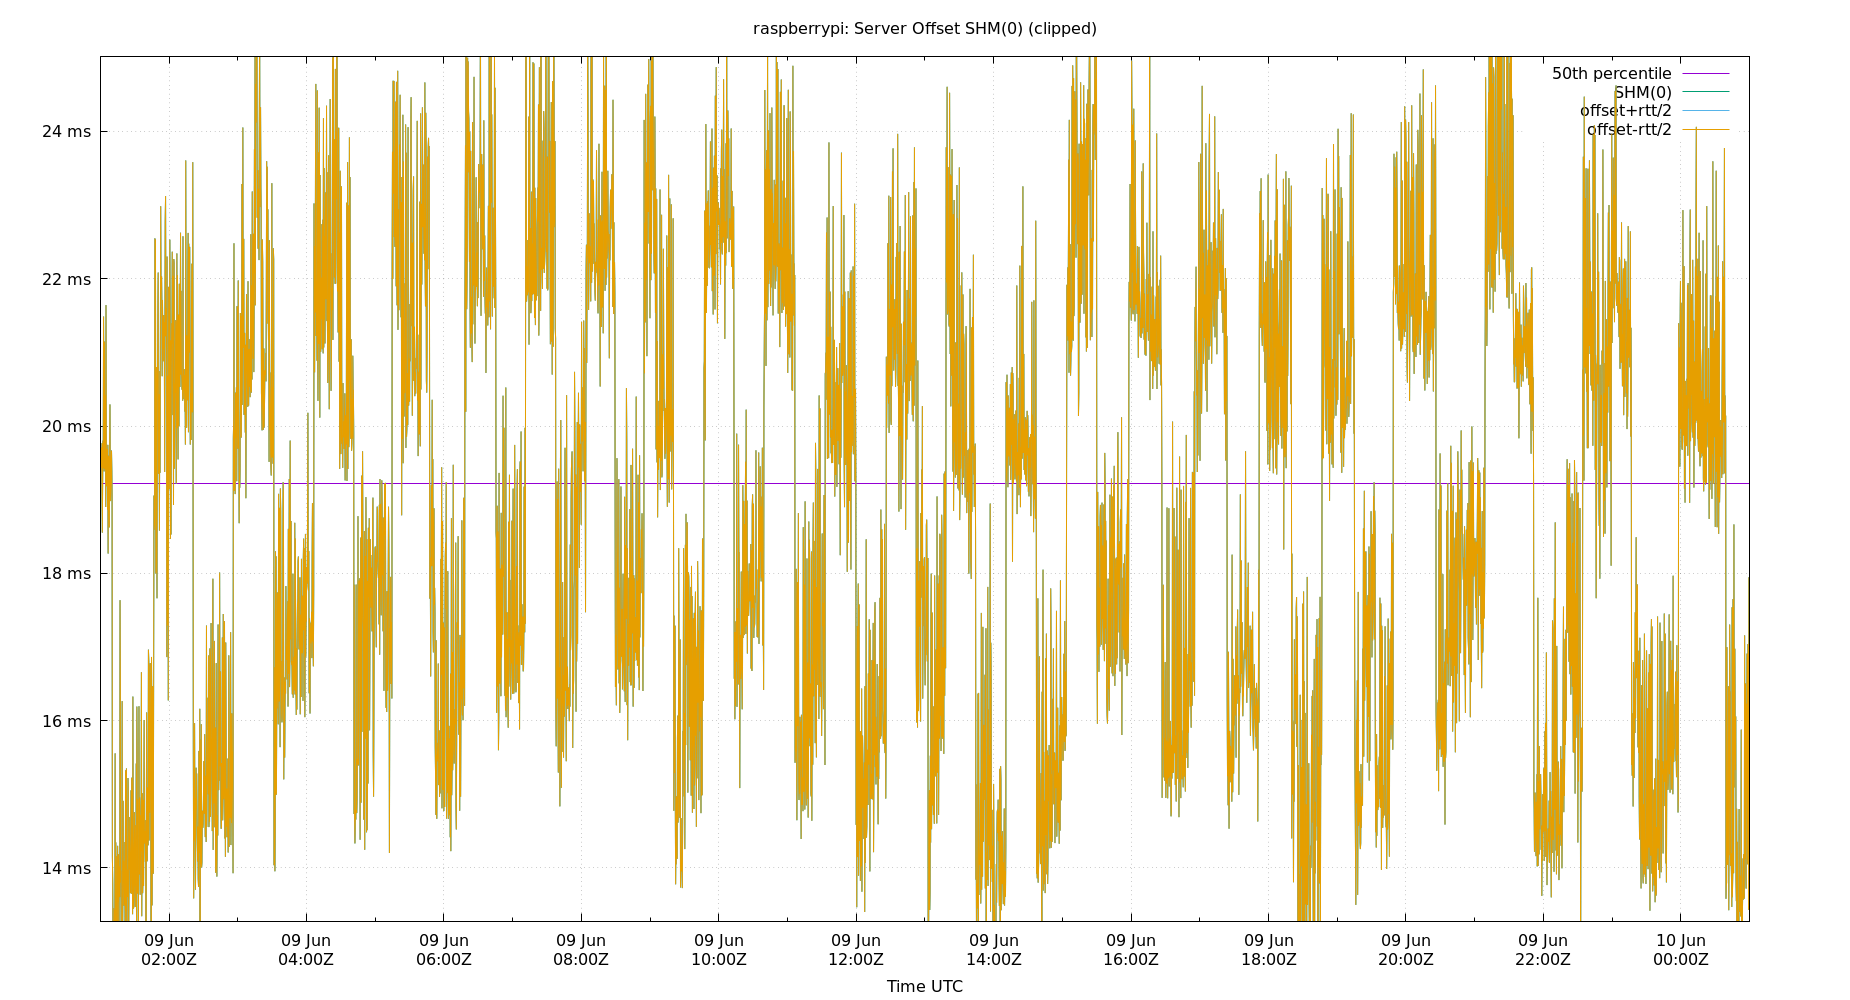 raspberrypi: Server Offset SHM(0) (clipped)
50th percentile
SHM(0)
offset+rtt/2
offset-rtt/2
24 ms
22 ms
20 ms
18 ms
16 ms
14 ms
09 Jun 09 Jun 09 Jun 09 Jun 09 Jun 09 Jun 09 Jun 09 Jun 09 Jun 09 Jun 09 Jun 10 Jun
02:00Z 04:00Z 06:00Z 08:00Z 10:00Z 12:00Z 14:00Z 16:00Z 18:00Z 20:00Z 22:00Z 00:00Z
Time UTC